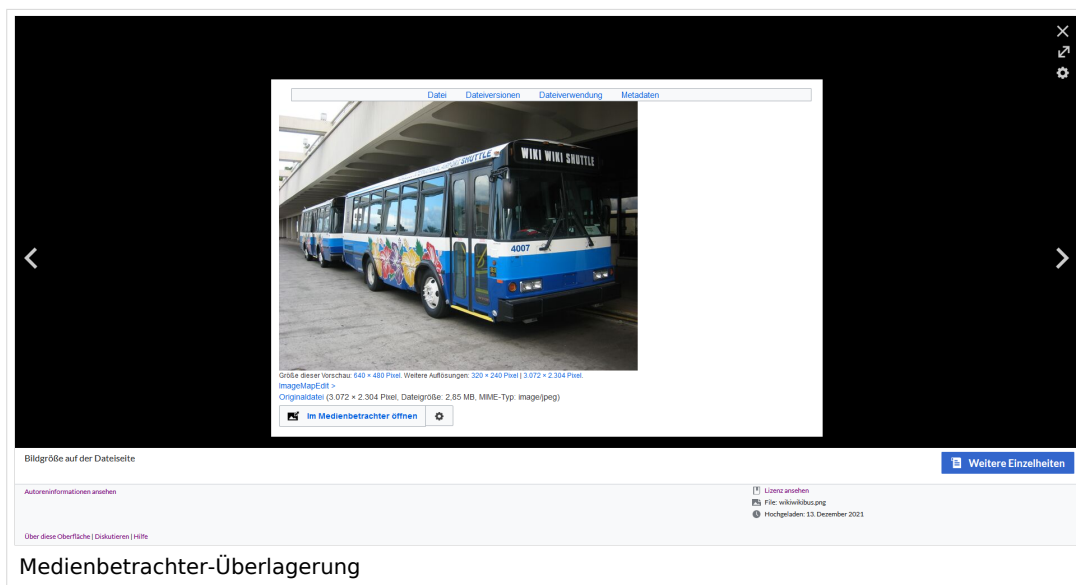 Datei Dateiversionen Dateiverwendung Metadaten
SHUTTLE
WIKI WIKI SHUTTLE
4007
Größe dieser Vorschau: 640 × 480 Pixel. Weitere Auflösungen: 320 × 240 Pixel | 3.072 × 2.304 Pixel.
ImageMapEdit >
Originaldatei (3.072 × 2.304 Pixel, Dateigröße: 2,85 MB, MIME-Typ: image/jpeg)
Im Medienbetrachter öffnen
Bildgröße auf der Dateiseite
Weitere Einzelheiten
Autoreninformationen ansehen
Lizenz ansehen
File: wikiwikibus.png
Hochgeladen: 13. Dezember 2021
Über diese Oberfläche | Diskutieren | Hilfe
Medienbetrachter-Überlagerung